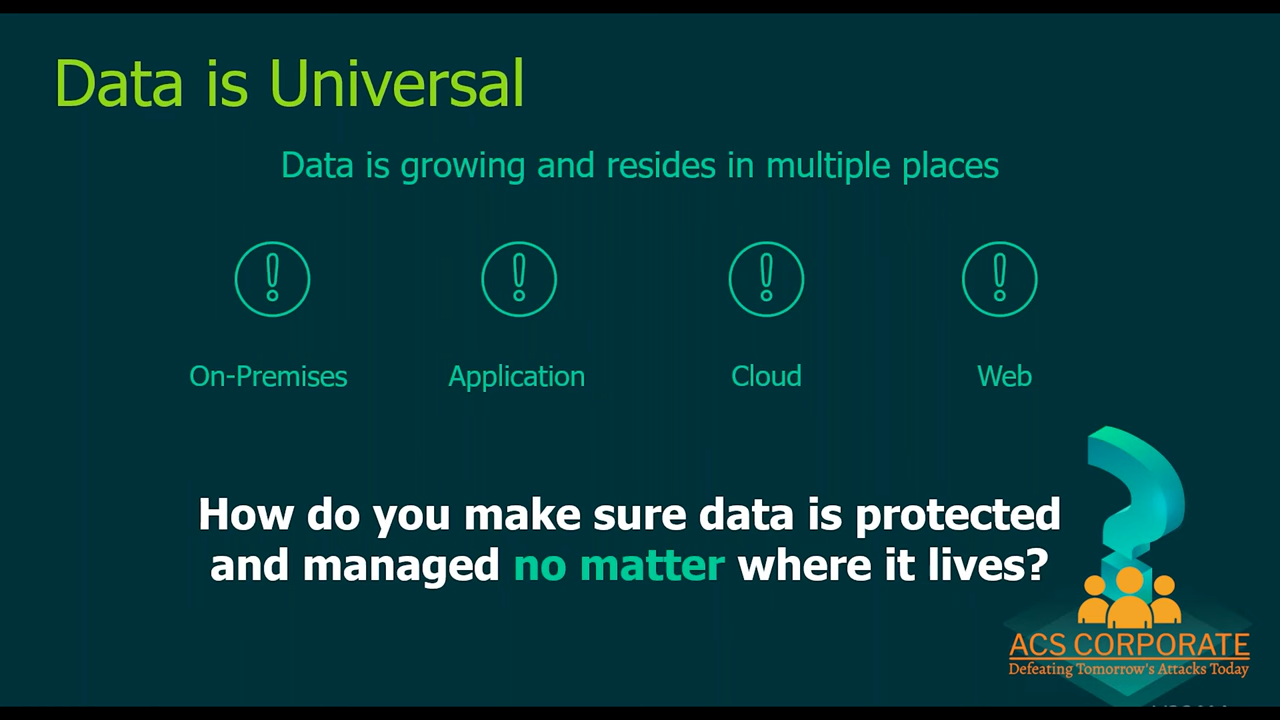 Data is Universal
Data is growing and resides in multiple places
On-Premises
Application
Cloud
Web
How do you make sure data is protected
and managed no matter where it lives?
ACS CORPORATE
Defeating Tomorrow's Attacks Today